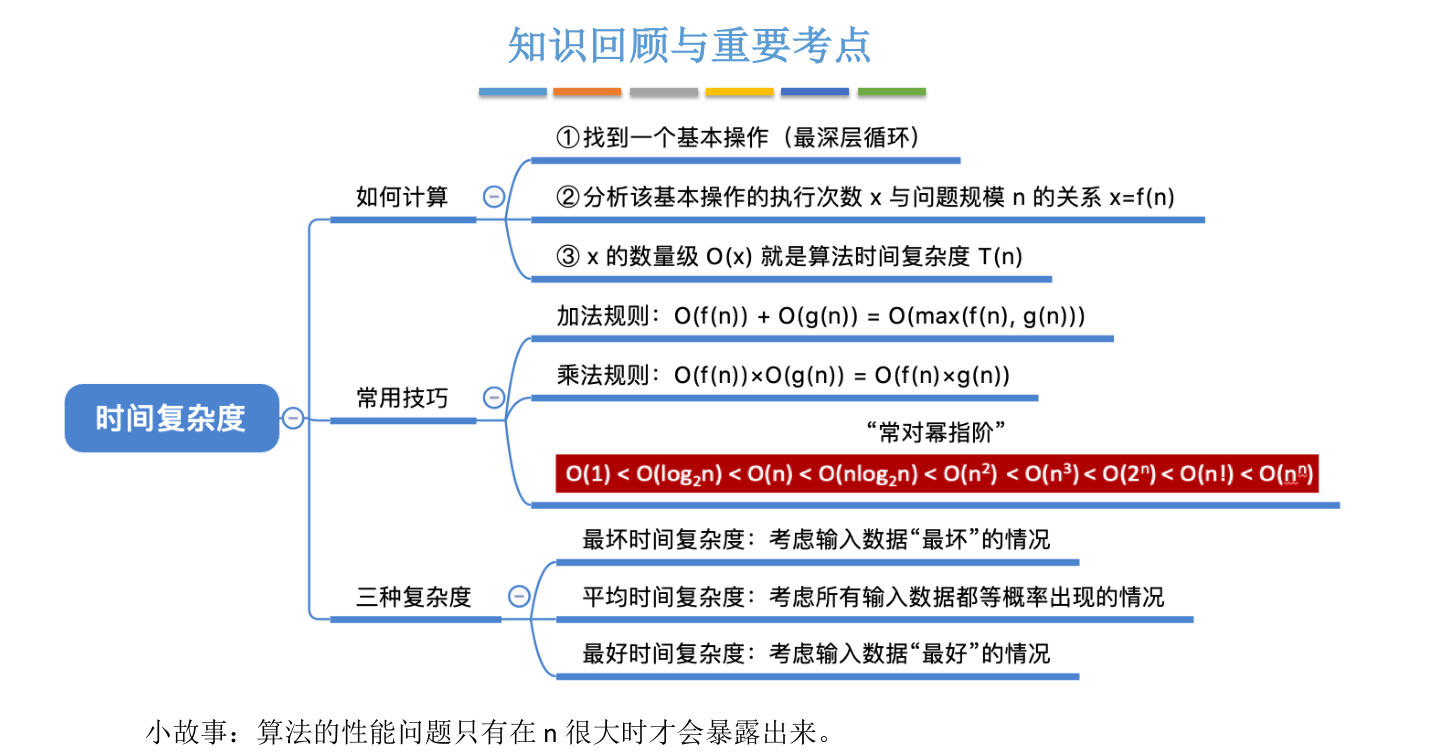 知识回顾与重要考点
时间复杂度
如何计算
①找到一个基本操作（最深层循环）
②分析该基本操作的执行次数 x 与问题规模 n 的关系 x=f(n)
③ x 的数量级 O(x) 就是算法时间复杂度 T(n)
常用技巧
加法规则：O(f(n)) + O(g(n)) = O(max(f(n), g(n)))
乘法规则：O(f(n))×O(g(n)) = O(f(n)×g(n))
“常对幂指阶”
O(1) < O(log₂n) < O(n) < O(nlog₂n) < O(n²) < O(n³) < O(2ⁿ) < O(n!) < O(nⁿ)
三种复杂度
最坏时间复杂度：考虑输入数据“最坏”的情况
平均时间复杂度：考虑所有输入数据都等概率出现的情况
最好时间复杂度：考虑输入数据“最好”的情况
小故事：算法的性能问题只有在 n 很大时才会暴露出来。